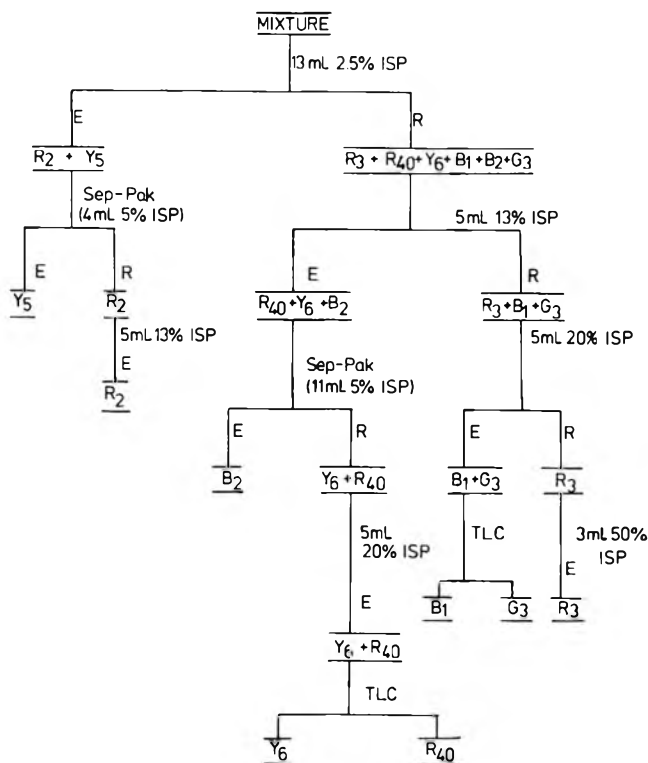 MIXTURE
13 mL 2.5% ISP
E
R
R2 + Y5
R3 + R40 + Y6 + B1 + B2 + G3
Sep-Pak
(4 mL 5% ISP)
5 mL 13% ISP
E
R
E
R
Y5
R2
R40 + Y6 + B2
R3 + B1 + G3
5 mL 13% ISP
5 mL 20% ISP
E
Sep-Pak
(11 mL 5% ISP)
R2
E
R
E
R
B2
Y6 + R40
B1 + G3
R3
5 mL
20% ISP
TLC
3 mL 50%
ISP
E
E
B1
G3
R3
Y6 + R40
TLC
Y6
R40